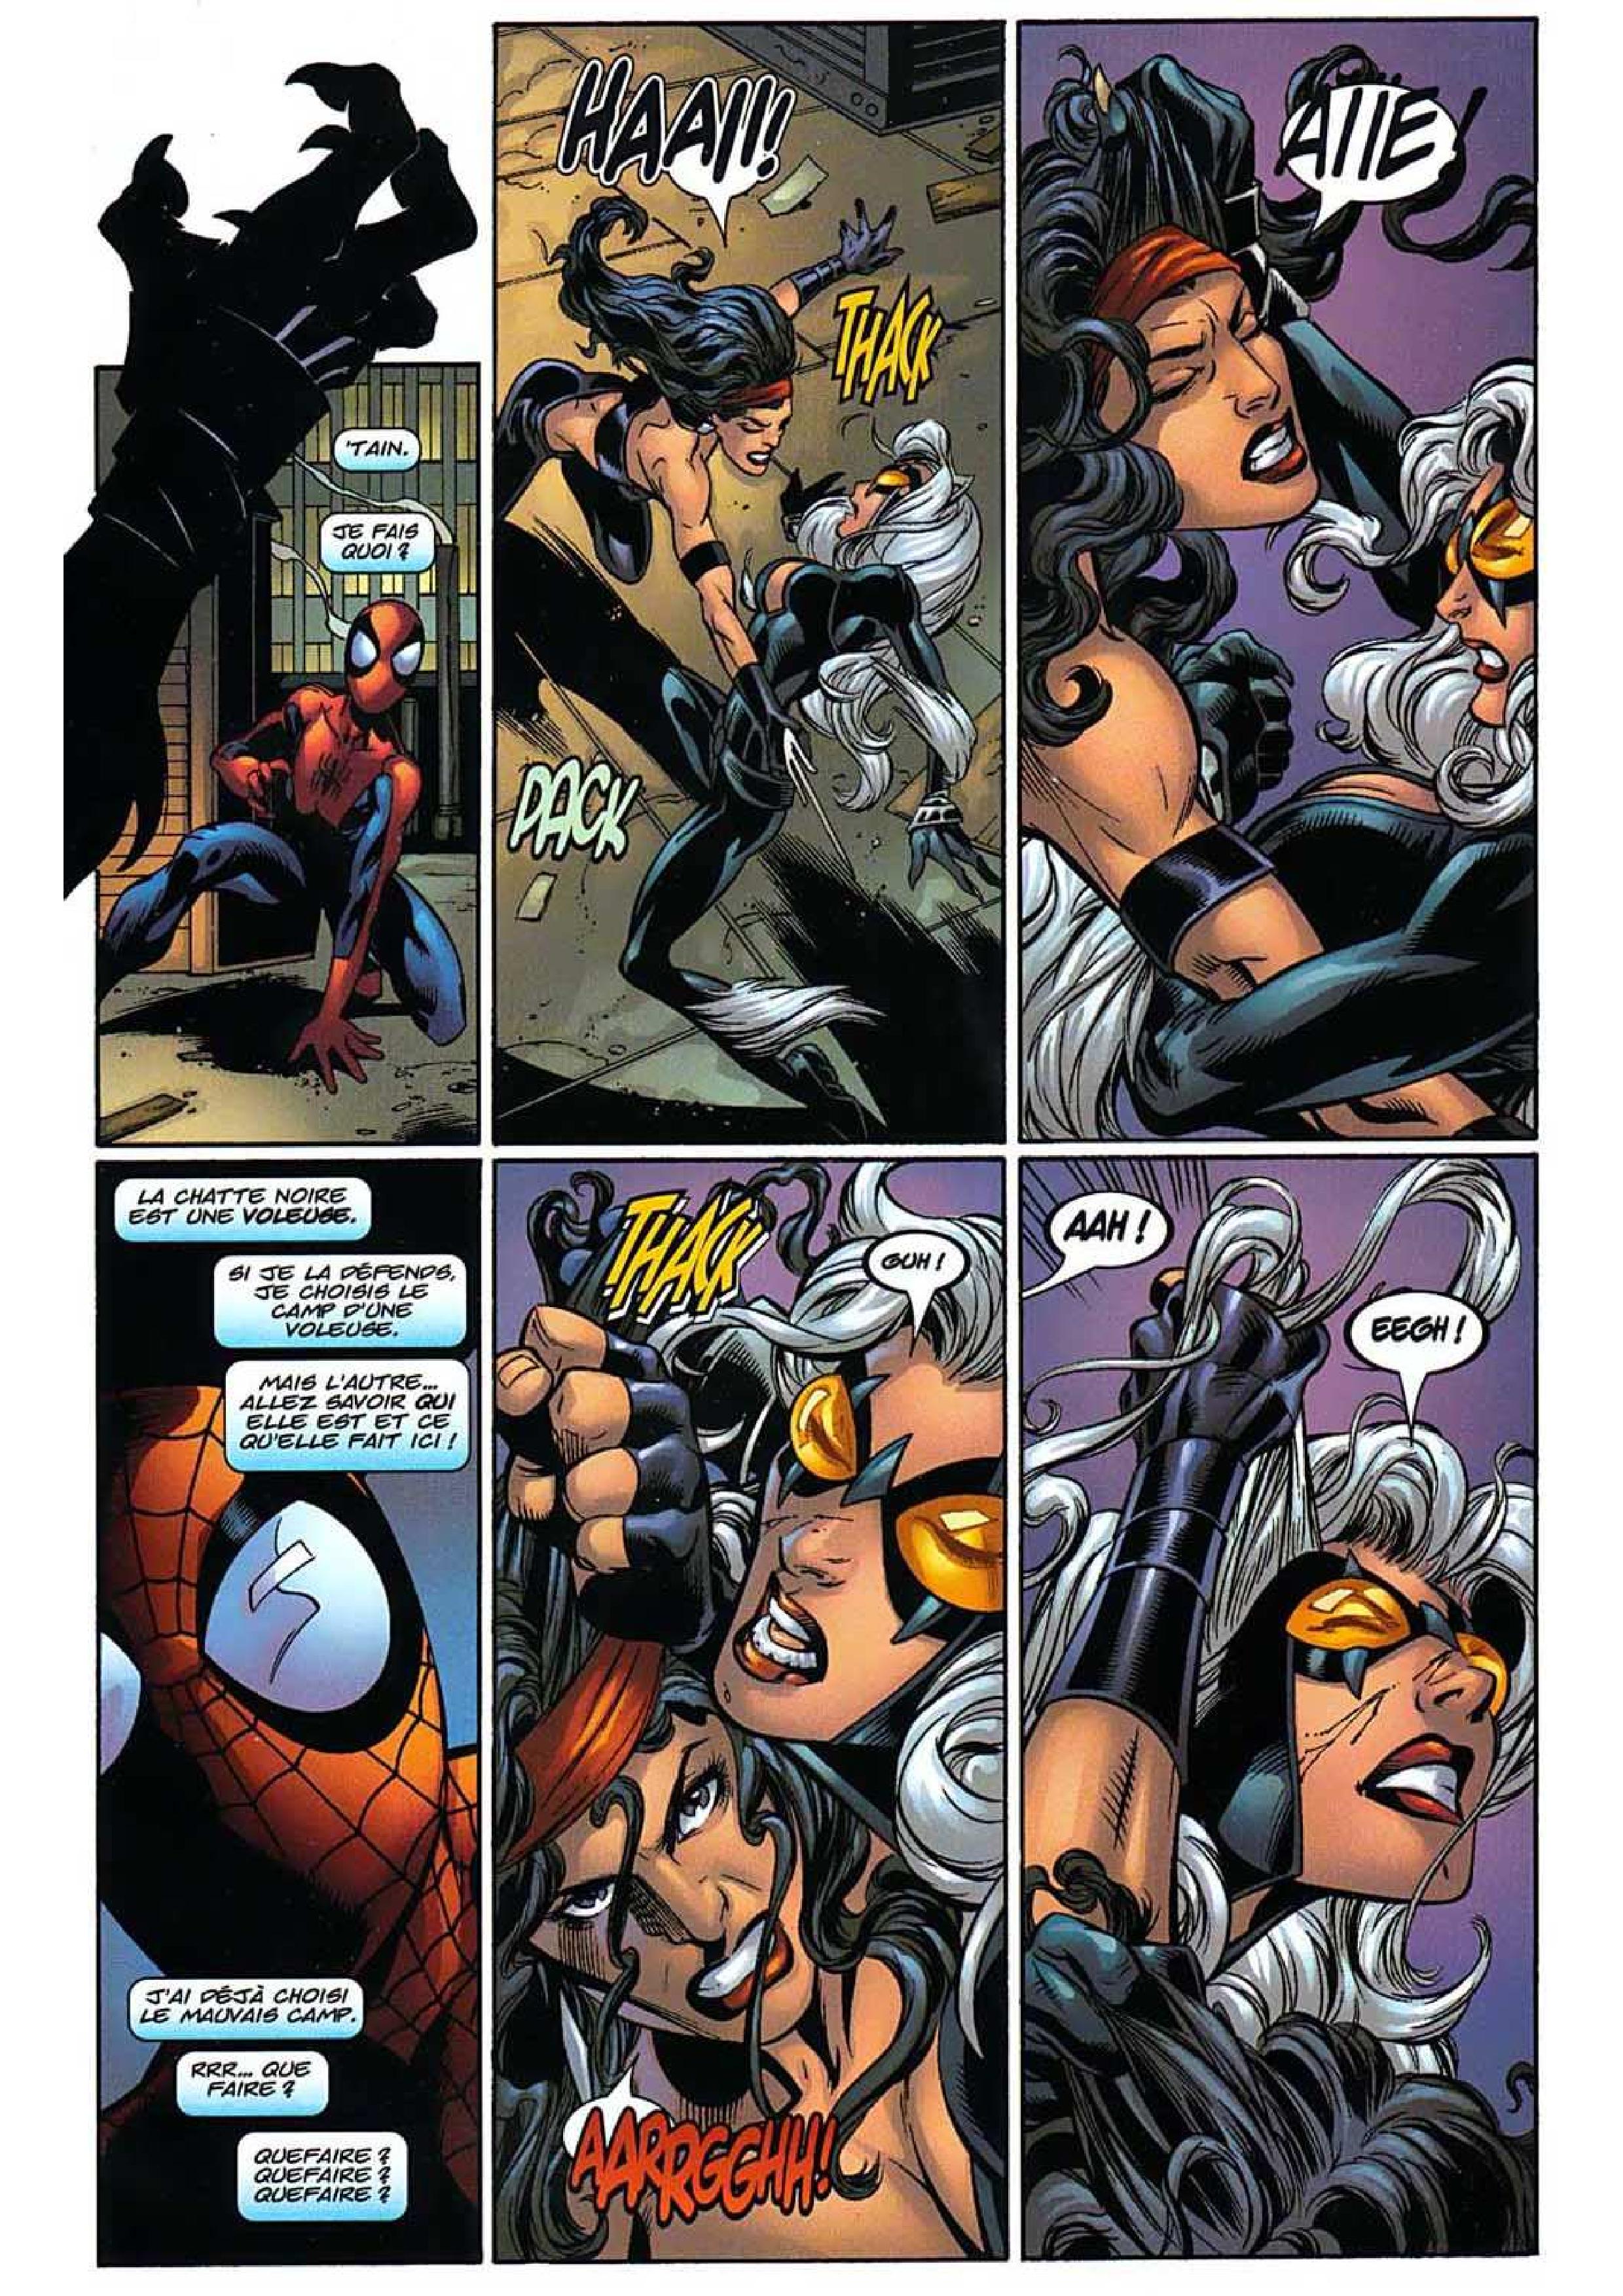 'TAIN.
JE FAIS
QUOI ?
HAAII!
THACK
PACK
AIIE!
LA CHATTE NOIRE
EST UNE VOLEUSE.
SI JE LA DÉFENDS,
JE CHOISIS LE
CAMP D'UNE
VOLEUSE.
MAIS L'AUTRE...
ALLEZ SAVOIR QUI
ELLE EST ET CE
QU'ELLE FAIT ICI !
J'AI DÉJÀ CHOISI
LE MAUVAIS CAMP.
RRR... QUE
FAIRE ?
QUEFAIRE ?
QUEFAIRE ?
QUEFAIRE ?
THACK
GUH !
AARRGGHH!
AAH !
EEGH !